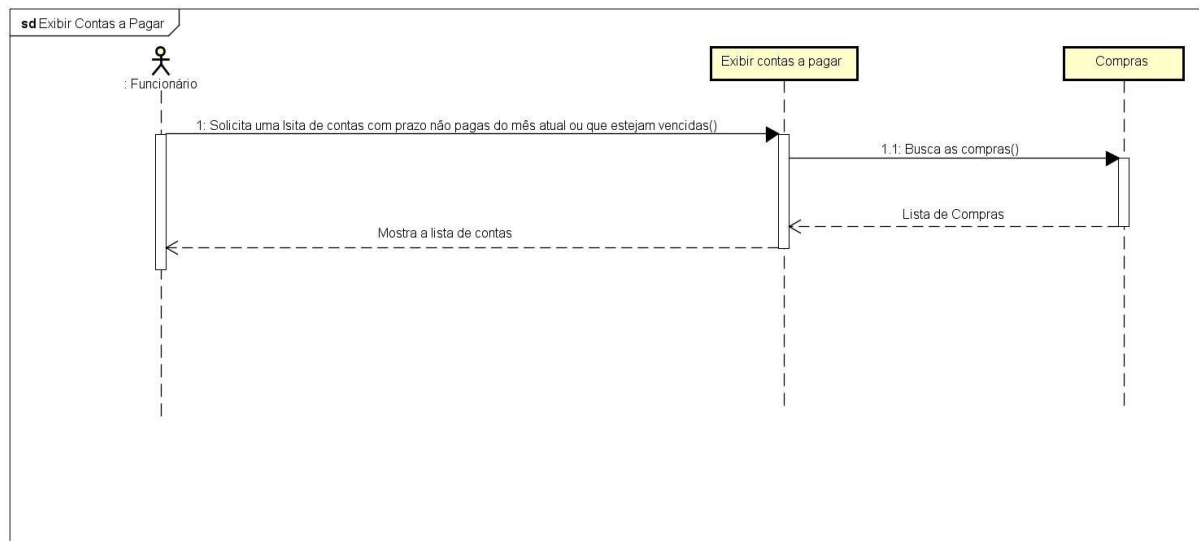 sd Exibir Contas a Pagar
: Funcionário
Exibir contas a pagar
Compras
1: Solicita uma lsita de contas com prazo não pagas do mês atual ou que estejam vencidas()
1.1: Busca as compras()
Lista de Compras
Mostra a lista de contas